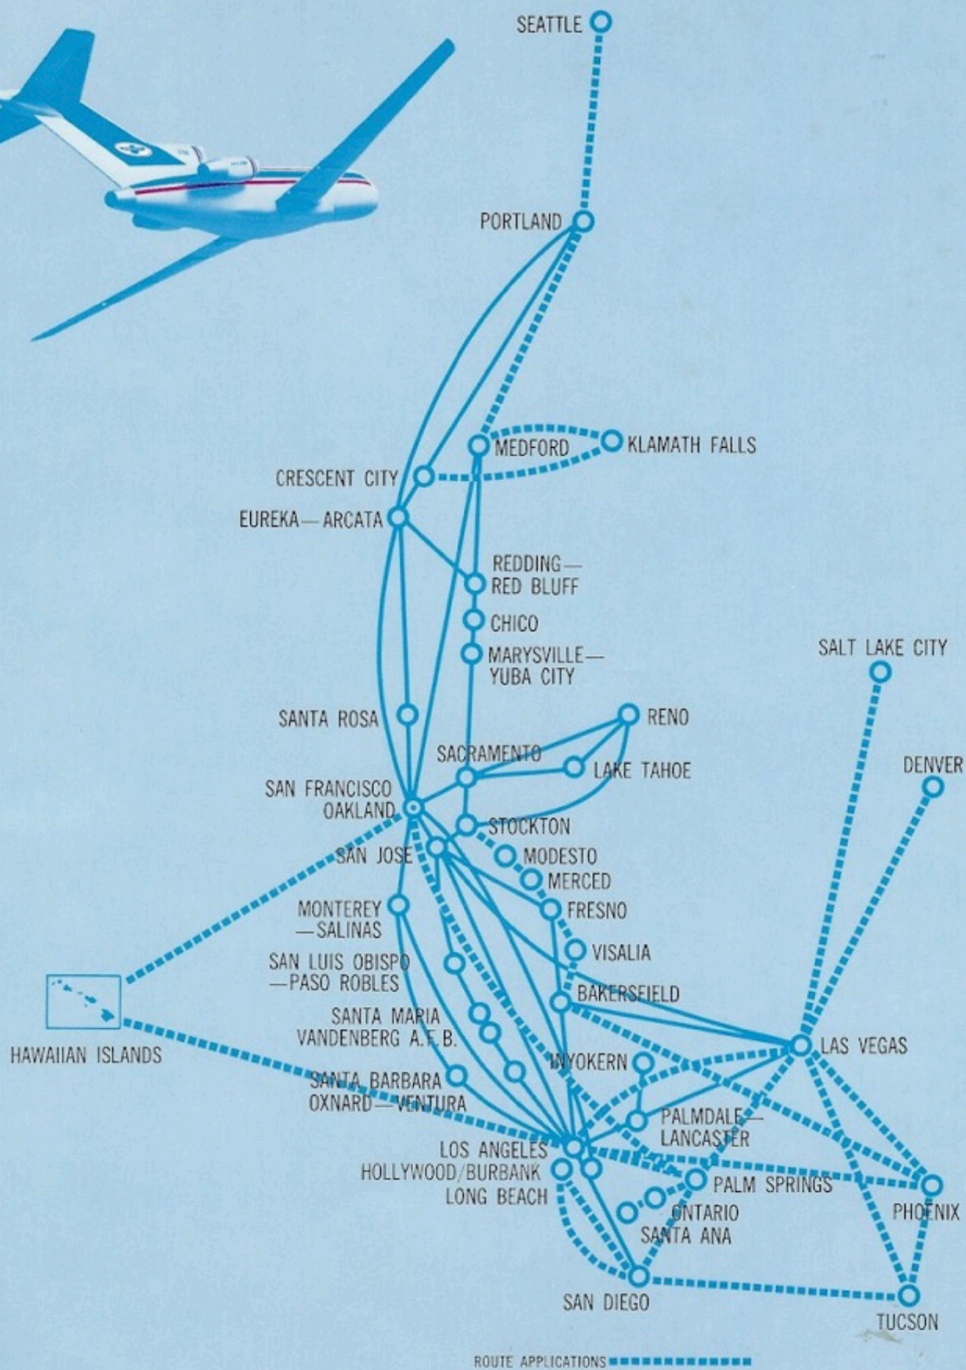 SEATTLE
PORTLAND
MEDFORD
KLAMATH FALLS
CRESCENT CITY
EUREKA—ARCATA
REDDING—
RED BLUFF
CHICO
MARYSVILLE—
YUBA CITY
SALT LAKE CITY
SANTA ROSA
RENO
SACRAMENTO
LAKE TAHOE
DENVER
SAN FRANCISCO
OAKLAND
STOCKTON
SAN JOSE
MODESTO
MERCED
MONTEREY
—SALINAS
FRESNO
VISALIA
SAN LUIS OBISPO
—PASO ROBLES
BAKERSFIELD
SANTA MARIA
VANDENBERG A.F.B.
HAWAIIAN ISLANDS
INYOKERN
LAS VEGAS
SANTA BARBARA
OXNARD—VENTURA
PALMDALE—
LANCASTER
LOS ANGELES
HOLLYWOOD/BURBANK
LONG BEACH
PALM SPRINGS
ONTARIO
SANTA ANA
PHOENIX
SAN DIEGO
TUCSON
ROUTE APPLICATIONS